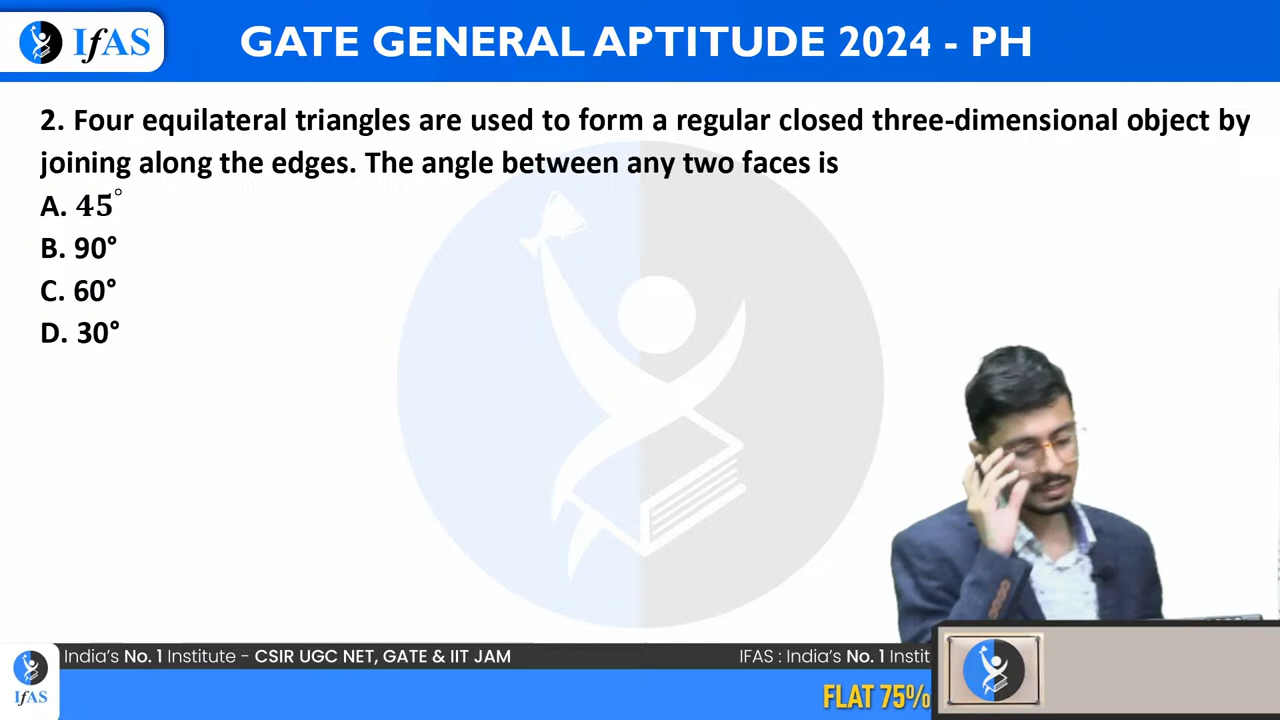 IfAS
GATE GENERAL APTITUDE 2024 - PH
2. Four equilateral triangles are used to form a regular closed three-dimensional object by
joining along the edges. The angle between any two faces is
A. 45°
B. 90°
C. 60°
D. 30°
India's No. 1 Institute - CSIR UGC NET, GATE & IIT JAM
IFAS : India's No. 1 Instit
IfAS
FLAT 75%